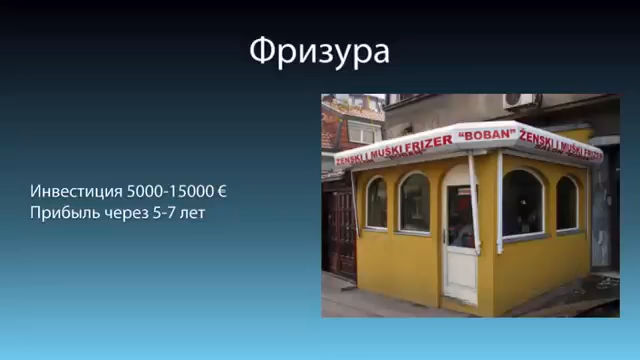 Фризура
ŽENSKI I MUŠKI FRIZER "BOBAN" ŽENSKI I MUŠKI FRIZER
Инвестиция 5000-15000 €
Прибыль через 5-7 лет